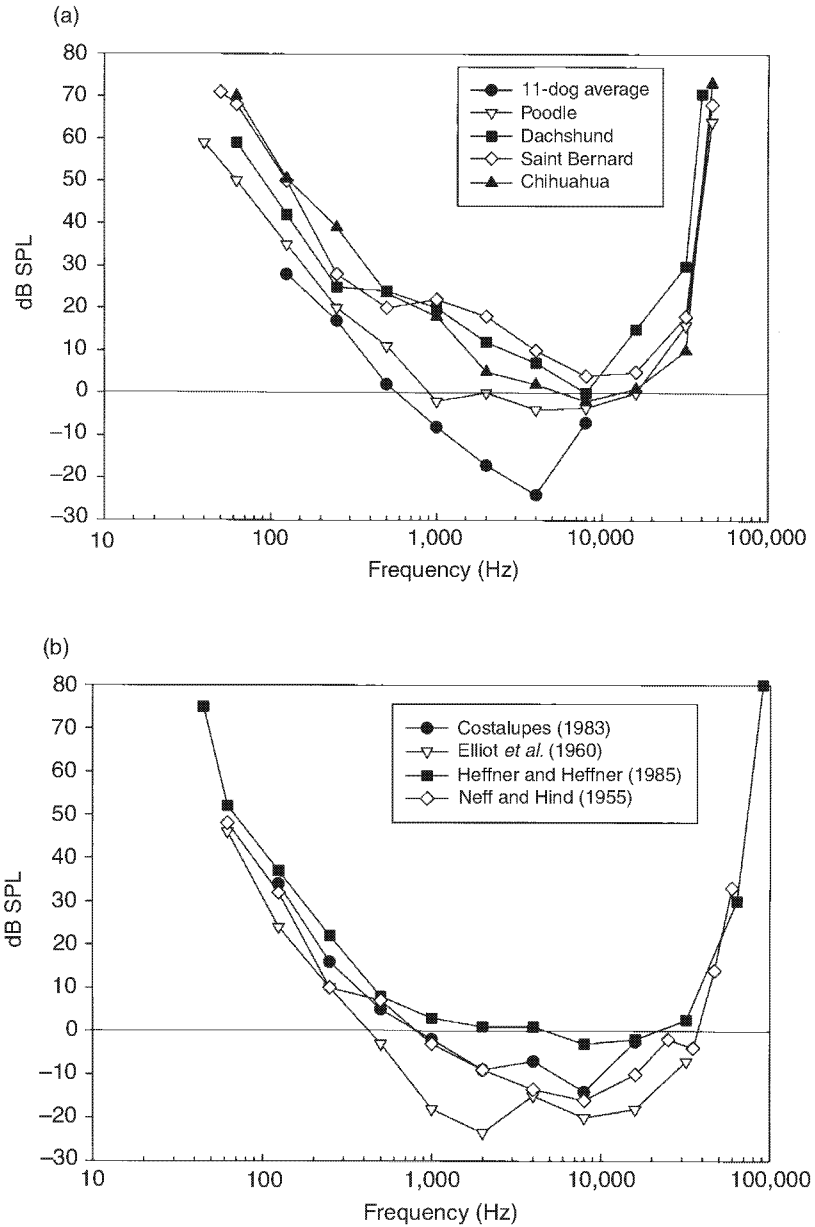 (a)
80
70
60
50
40
30
20
10
0
–10
–20
–30
dB SPL
11-dog average
Poodle
Dachshund
Saint Bernard
Chihuahua
10
100
1,000
10,000
100,000
Frequency (Hz)
(b)
80
70
60
50
40
30
20
10
0
–10
–20
–30
dB SPL
Costalupes (1983)
Elliot et al. (1960)
Heffner and Heffner (1985)
Neff and Hind (1955)
10
100
1,000
10,000
100,000
Frequency (Hz)